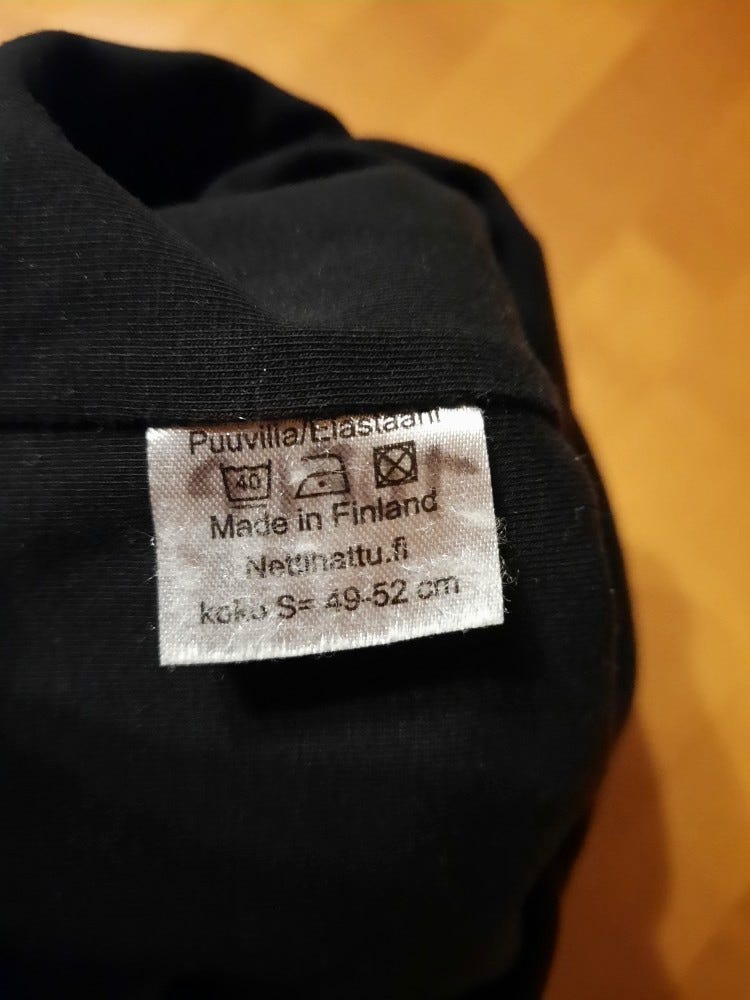 Puuvilla/Elastaani
40
Made in Finland
Nettihattu.fi
koko S= 49-52 cm